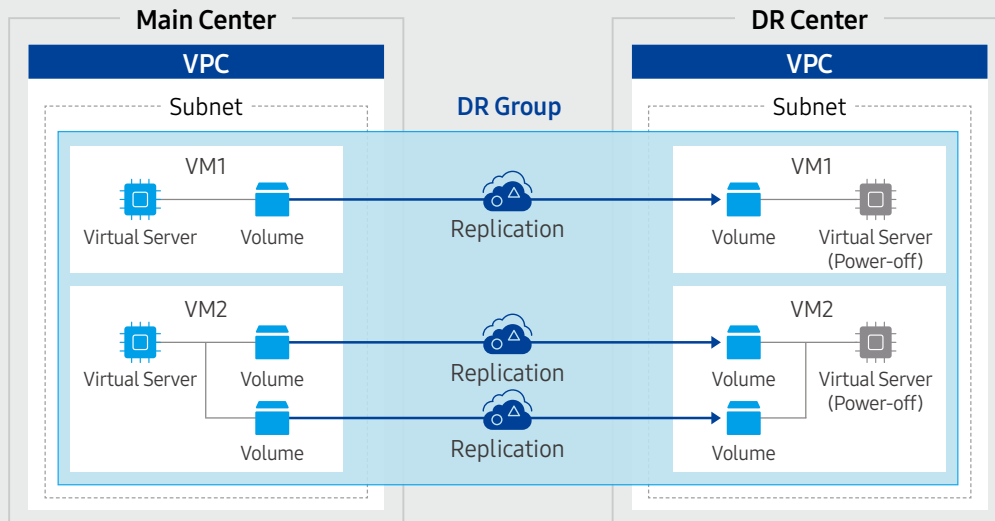 Main Center
DR Center
VPC
VPC
Subnet
DR Group
Subnet
VM1
VM1
Virtual Server
Volume
Replication
Volume
Virtual Server
(Power-off)
VM2
VM2
Virtual Server
Volume
Replication
Volume
Virtual Server
(Power-off)
Volume
Replication
Volume